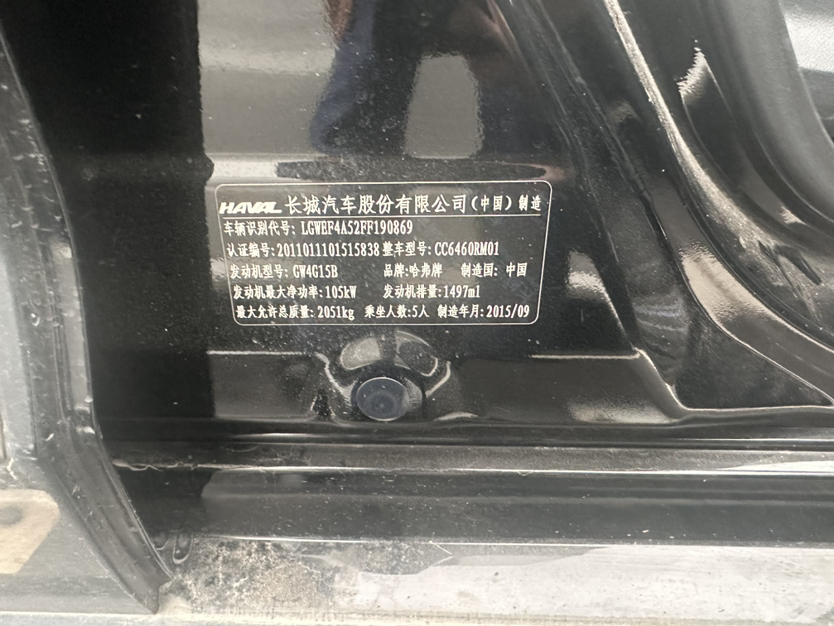 HAVAL 长城汽车股份有限公司(中国)制造
车辆识别代号: LGWEF4A52FF190869
认证编号:2011011101515838 整车型号: CC6460RM01
发动机型号: GW4G15B 品牌:哈弗牌 制造国: 中国
发动机最大净功率:105kW 发动机排量:1497ml
最大允许总质量: 2051kg 乘坐人数:5人 制造年月:2015/09